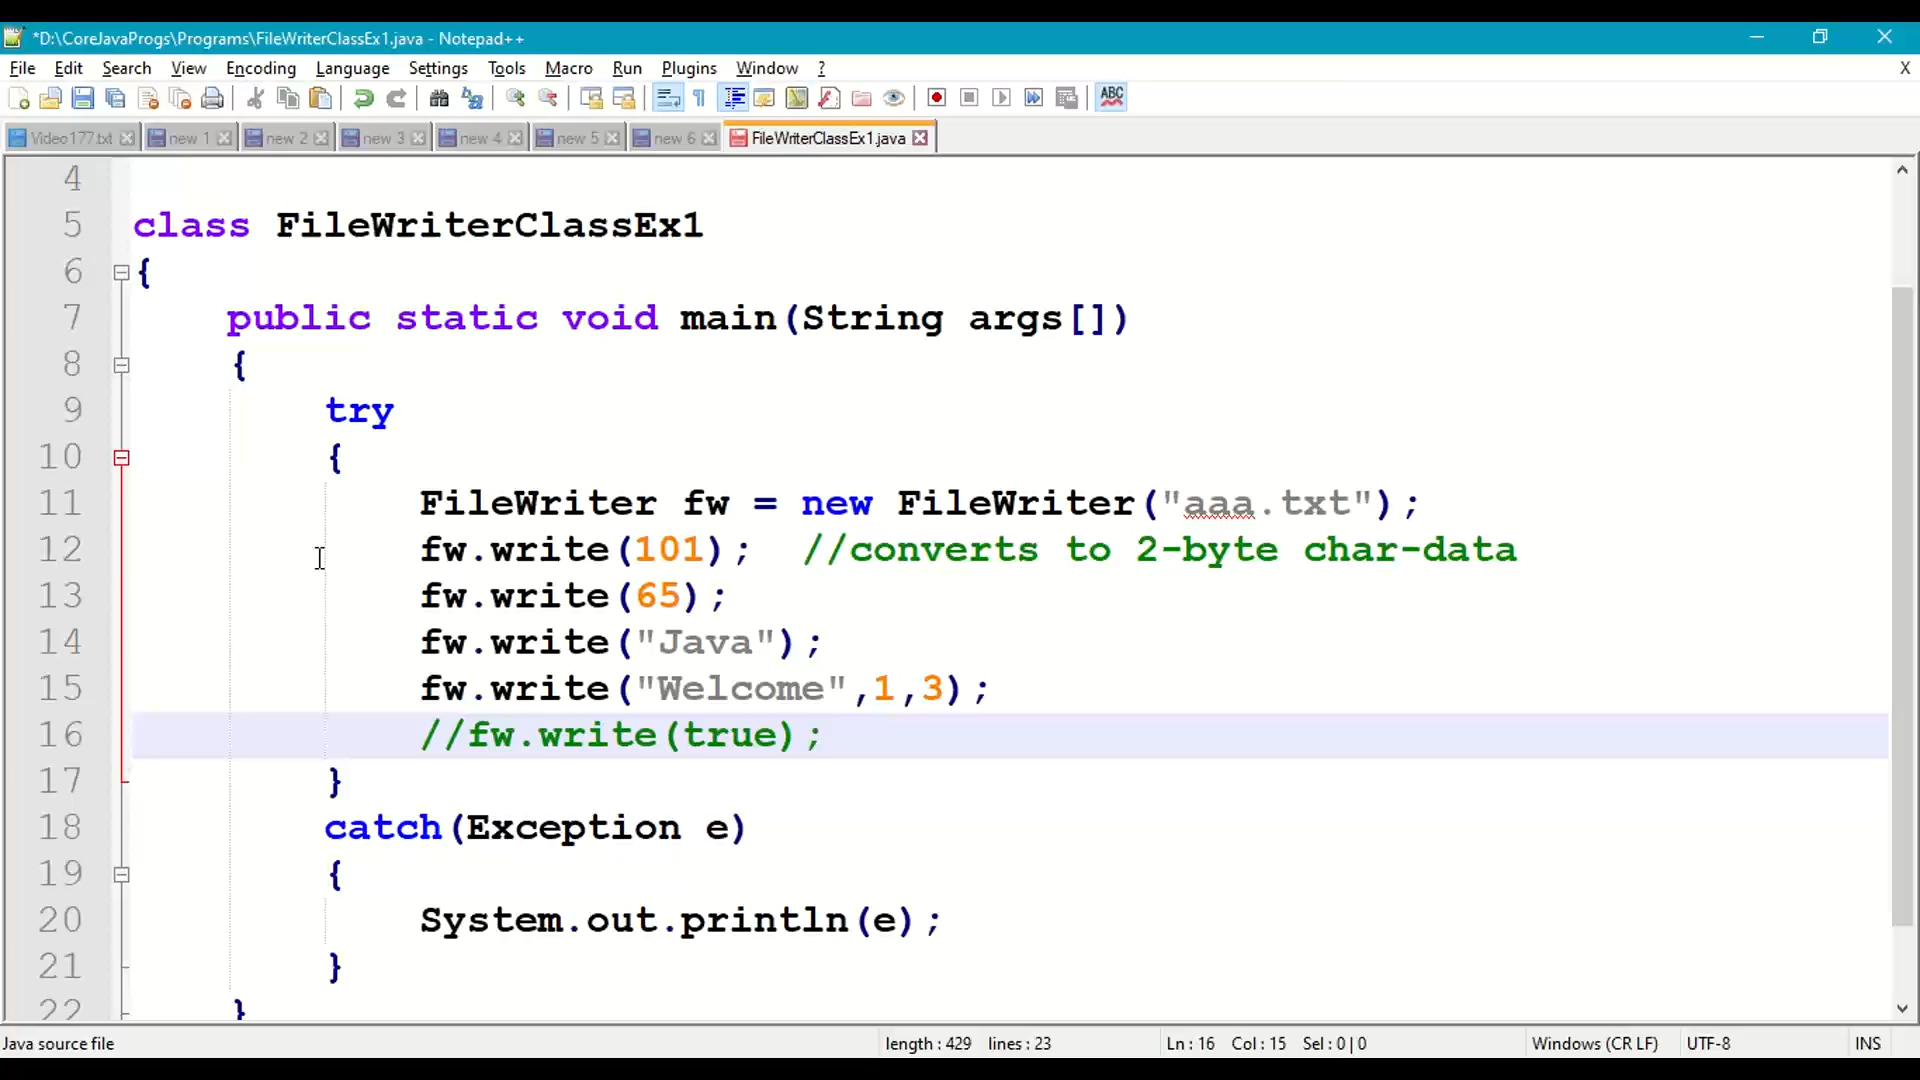 *D:\CoreJavaProgs\Programs\FileWriterClassEx1.java - Notepad++
File Edit Search View Encoding Language Settings Tools Macro Run Plugins Window ? X
Video177.txt new 1 new 2 new 3 new 4 new 5 new 6 FileWriterClassEx1.java
4
5 class FileWriterClassEx1
6 {
7 public static void main(String args[])
8 {
9 try
10 {
11 FileWriter fw = new FileWriter("aaa.txt");
12 fw.write(101); //converts to 2-byte char-data
13 fw.write(65);
14 fw.write("Java");
15 fw.write("Welcome",1,3);
16 //fw.write(true);
17 }
18 catch(Exception e)
19 {
20 System.out.println(e);
21 }
22 }
Java source file length : 429 lines : 23 Ln : 16 Col : 15 Sel : 0 | 0 Windows (CR LF) UTF-8 INS